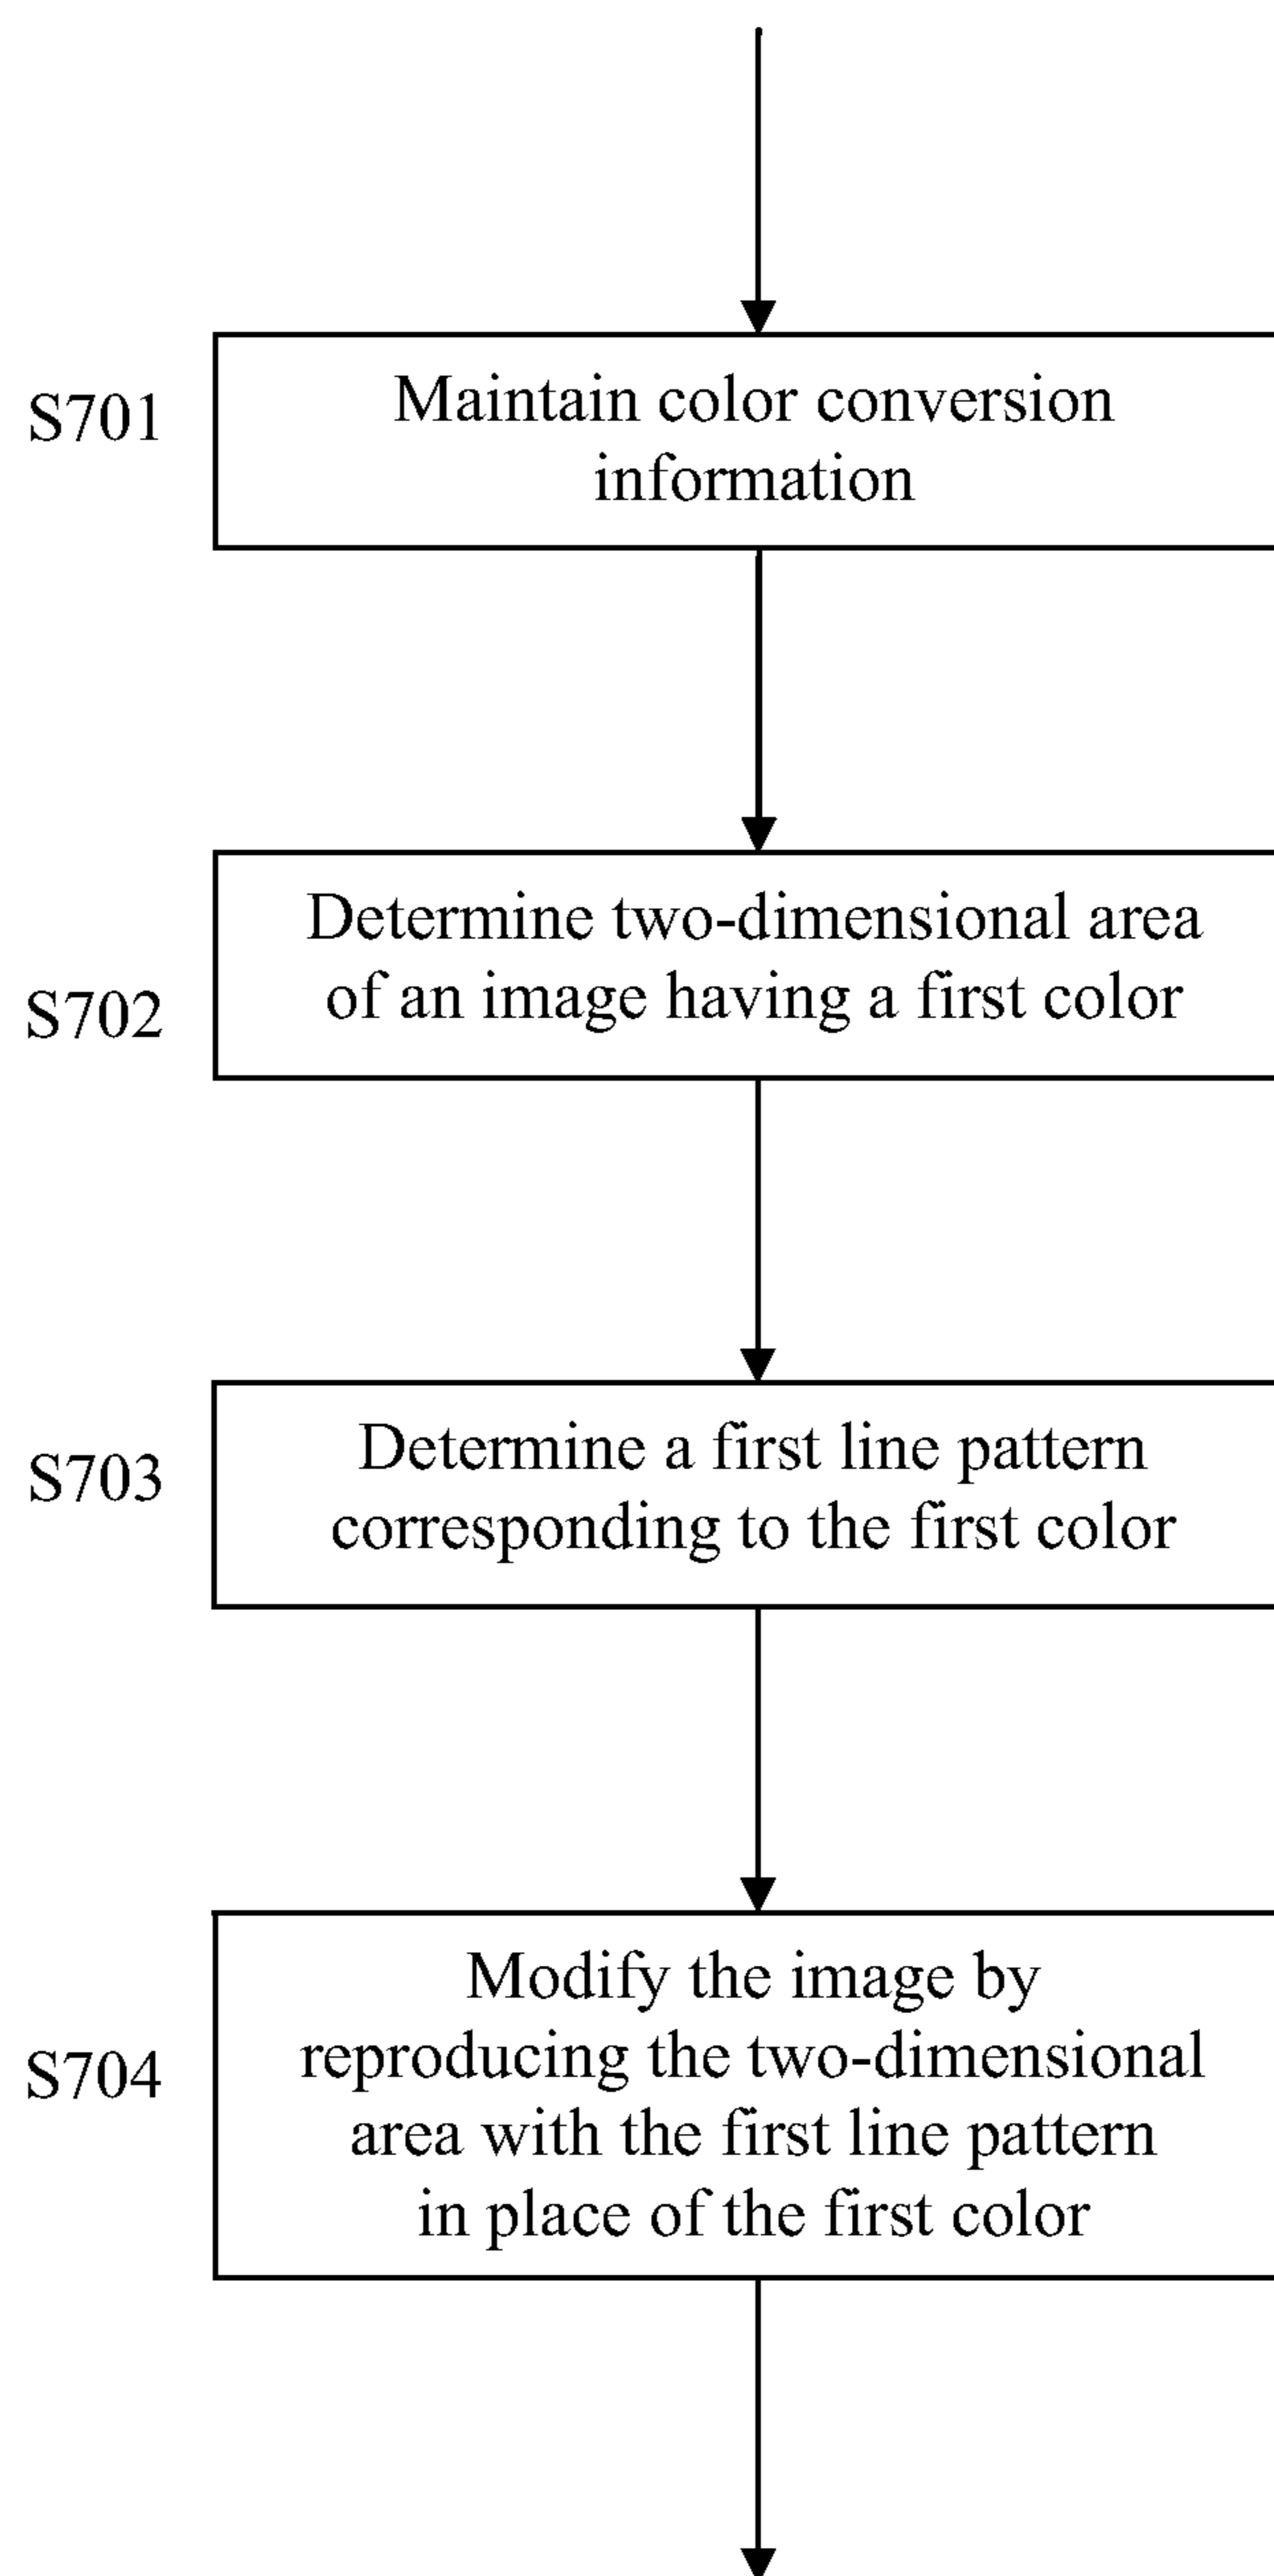 S701
Maintain color conversion
information
S702
Determine two-dimensional area
of an image having a first color
S703
Determine a first line pattern
corresponding to the first color
S704
Modify the image by
reproducing the two-dimensional
area with the first line pattern
in place of the first color